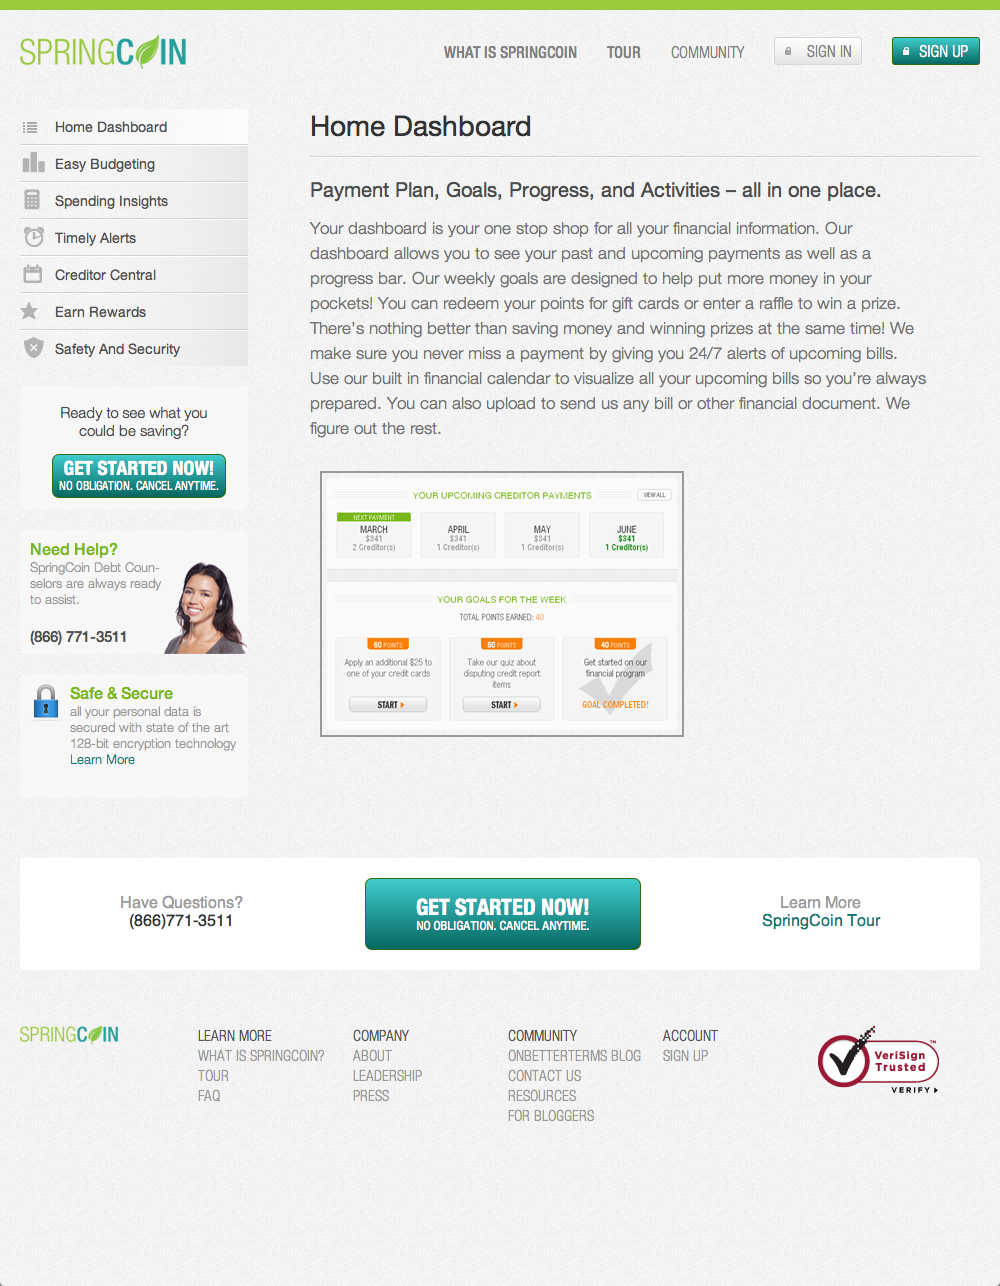 SPRINGCOIN
WHAT IS SPRINGCOIN
TOUR
COMMUNITY
SIGN IN
SIGN UP
Home Dashboard
Easy Budgeting
Spending Insights
Timely Alerts
Creditor Central
Earn Rewards
Safety And Security
Ready to see what you
could be saving?
GET STARTED NOW!
NO OBLIGATION. CANCEL ANYTIME.
Need Help?
SpringCoin Debt Coun-
selors are always ready
to assist.
(866) 771-3511
Safe & Secure
all your personal data is
secured with state of the art
128-bit encryption technology
Learn More
Home Dashboard
Payment Plan, Goals, Progress, and Activities – all in one place.
Your dashboard is your one stop shop for all your financial information. Our
dashboard allows you to see your past and upcoming payments as well as a
progress bar. Our weekly goals are designed to help put more money in your
pockets! You can redeem your points for gift cards or enter a raffle to win a prize.
There's nothing better than saving money and winning prizes at the same time! We
make sure you never miss a payment by giving you 24/7 alerts of upcoming bills.
Use our built in financial calendar to visualize all your upcoming bills so you're always
prepared. You can also upload to send us any bill or other financial document. We
figure out the rest.
YOUR UPCOMING CREDITOR PAYMENTS
VIEW ALL
NEXT PAYMENT
MARCH
$341
2 Creditor(s)
APRIL
$341
1 Creditor(s)
MAY
$341
1 Creditor(s)
JUNE
$341
1 Creditor(s)
YOUR GOALS FOR THE WEEK
TOTAL POINTS EARNED: 40
60 POINTS
Apply an additional $25 to
one of your credit cards
START
60 POINTS
Take our quiz about
disputing credit report
items
START
40 POINTS
Get started on our
financial program
GOAL COMPLETED!
Have Questions?
(866)771-3511
GET STARTED NOW!
NO OBLIGATION. CANCEL ANYTIME.
Learn More
SpringCoin Tour
SPRINGCOIN
LEARN MORE
WHAT IS SPRINGCOIN?
TOUR
FAQ
COMPANY
ABOUT
LEADERSHIP
PRESS
COMMUNITY
ONBETTERTERMS BLOG
CONTACT US
RESOURCES
FOR BLOGGERS
ACCOUNT
SIGN UP
VeriSign™
Trusted
VERIFY